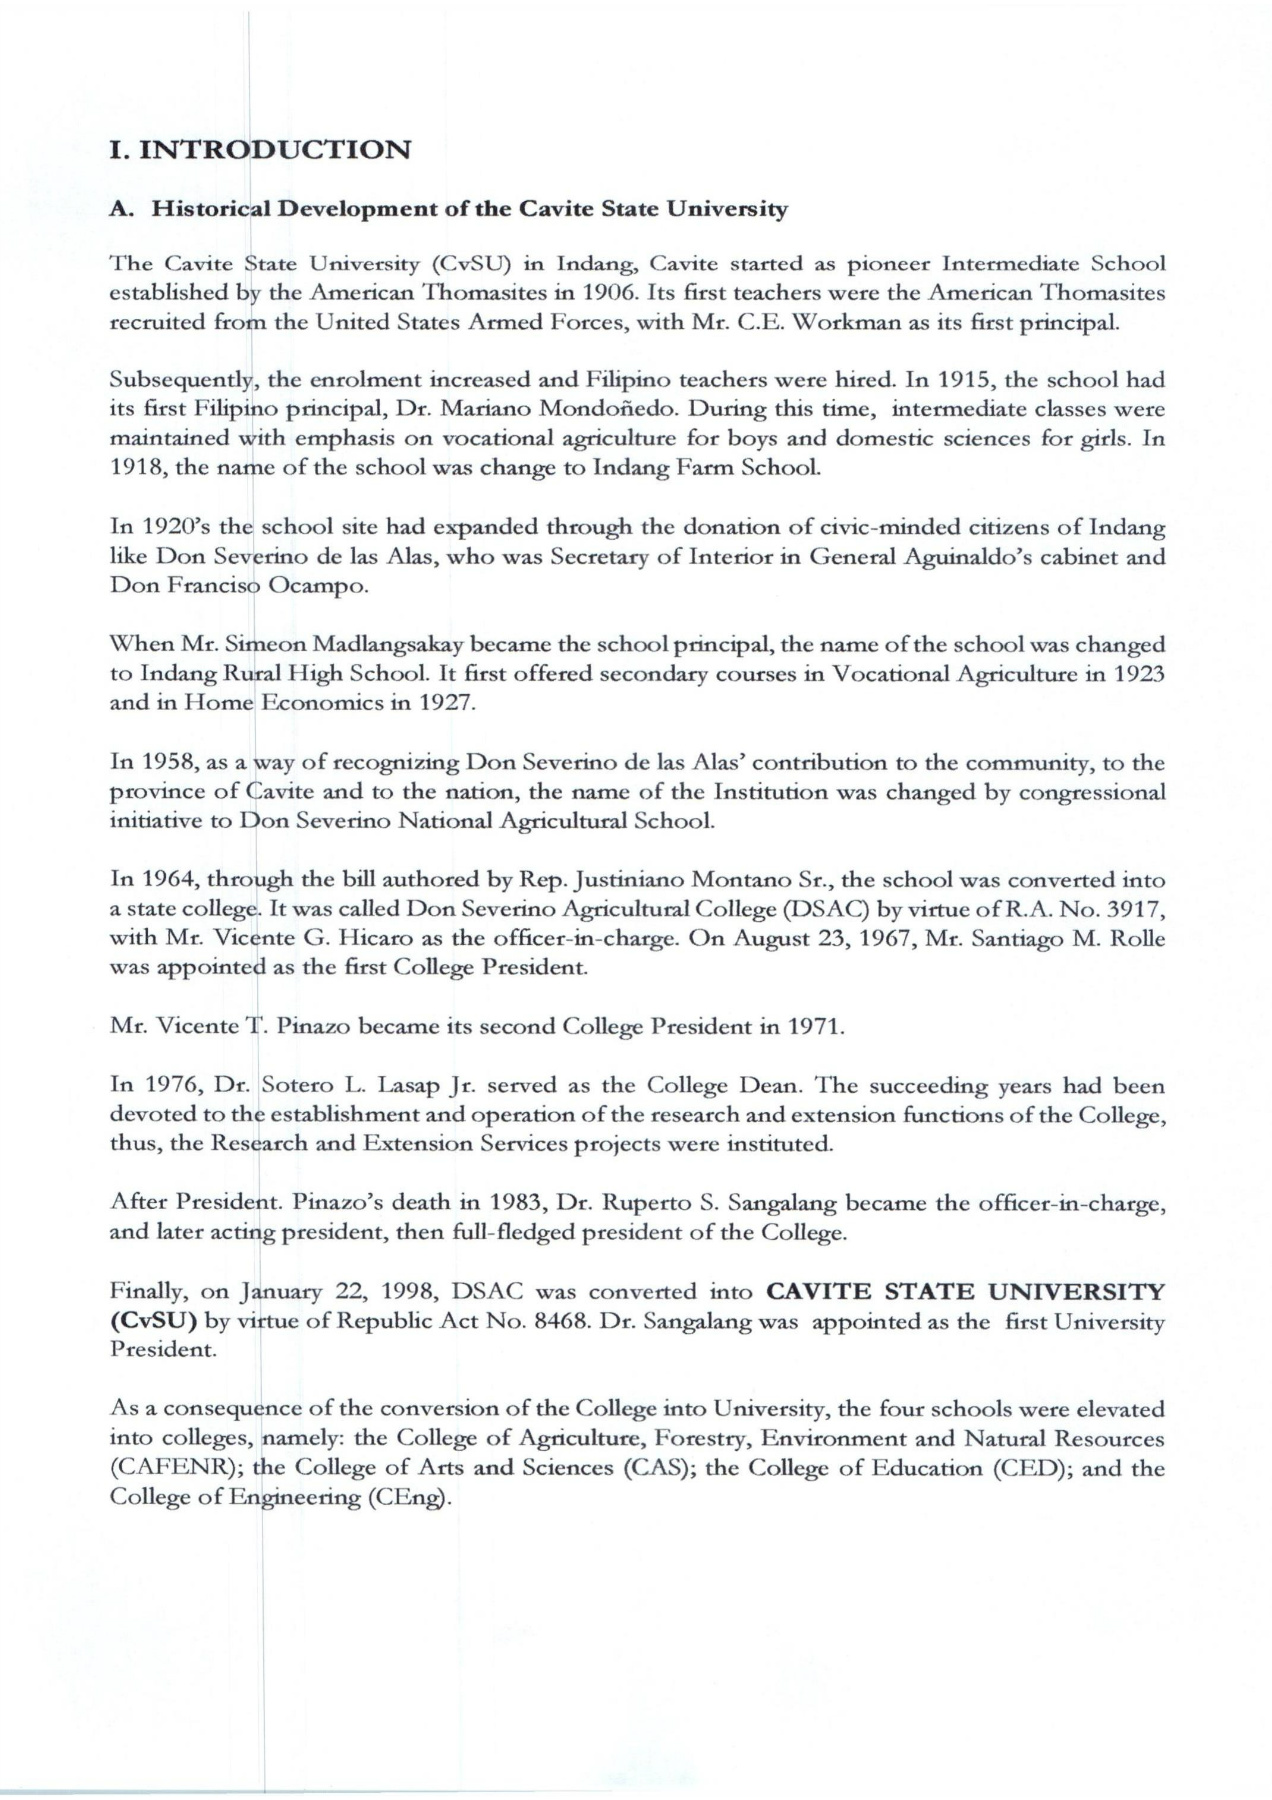 I. INTRODUCTION
A. Historical Development of the Cavite State University
The Cavite State University (CvSU) in Indang, Cavite started as pioneer Intermediate School
established by the American Thomasites in 1906. Its first teachers were the American Thomasites
recruited from the United States Armed Forces, with Mr. C.E. Workman as its first principal.
Subsequently, the enrolment increased and Filipino teachers were hired. In 1915, the school had
its first Filipino principal, Dr. Mariano Mondoñedo. During this time, intermediate classes were
maintained with emphasis on vocational agriculture for boys and domestic sciences for girls. In
1918, the name of the school was change to Indang Farm School.
In 1920's the school site had expanded through the donation of civic-minded citizens of Indang
like Don Severino de las Alas, who was Secretary of Interior in General Aguinaldo's cabinet and
Don Franciso Ocampo.
When Mr. Simeon Madlangsakay became the school principal, the name of the school was changed
to Indang Rural High School. It first offered secondary courses in Vocational Agriculture in 1923
and in Home Economics in 1927.
In 1958, as a way of recognizing Don Severino de las Alas' contribution to the community, to the
province of Cavite and to the nation, the name of the Institution was changed by congressional
initiative to Don Severino National Agricultural School.
In 1964, through the bill authored by Rep. Justiniano Montano Sr., the school was converted into
a state college. It was called Don Severino Agricultural College (DSAC) by virtue of R.A. No. 3917,
with Mr. Vicente G. Hicaro as the officer-in-charge. On August 23, 1967, Mr. Santiago M. Rolle
was appointed as the first College President.
Mr. Vicente T. Pinazo became its second College President in 1971.
In 1976, Dr. Sotero L. Lasap Jr. served as the College Dean. The succeeding years had been
devoted to the establishment and operation of the research and extension functions of the College,
thus, the Research and Extension Services projects were instituted.
After President. Pinazo's death in 1983, Dr. Ruperto S. Sangalang became the officer-in-charge,
and later acting president, then full-fledged president of the College.
Finally, on January 22, 1998, DSAC was converted into CAVITE STATE UNIVERSITY
(CvSU) by virtue of Republic Act No. 8468. Dr. Sangalang was appointed as the first University
President.
As a consequence of the conversion of the College into University, the four schools were elevated
into colleges, namely: the College of Agriculture, Forestry, Environment and Natural Resources
(CAFENR); the College of Arts and Sciences (CAS); the College of Education (CED); and the
College of Engineering (CEng).